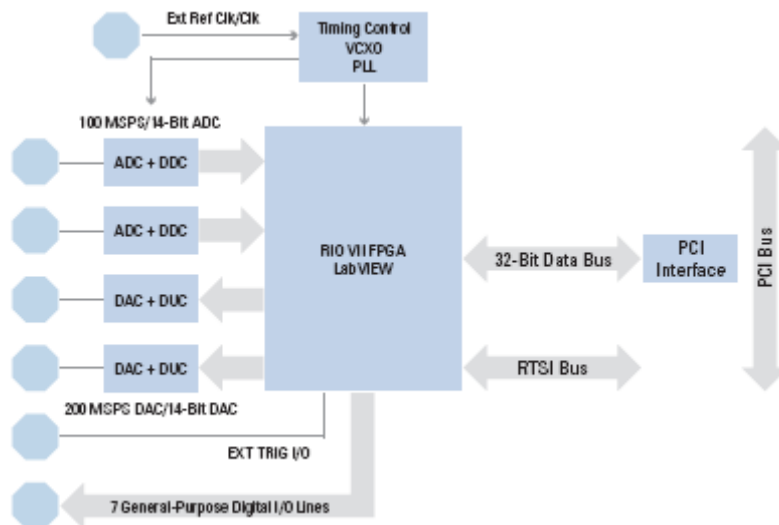 Ext Ref Clk/Clk
Timing Control
VCXO
PLL
100 MSPS/14-Bit ADC
ADC + DDC
ADC + DDC
DAC + DUC
DAC + DUC
200 MSPS DAC/14-Bit DAC
RIO VII FPGA
LabVIEW
32-Bit Data Bus
PCI
Interface
PCI Bus
RTSI Bus
EXT TRIG I/O
7 General-Purpose Digital I/O Lines